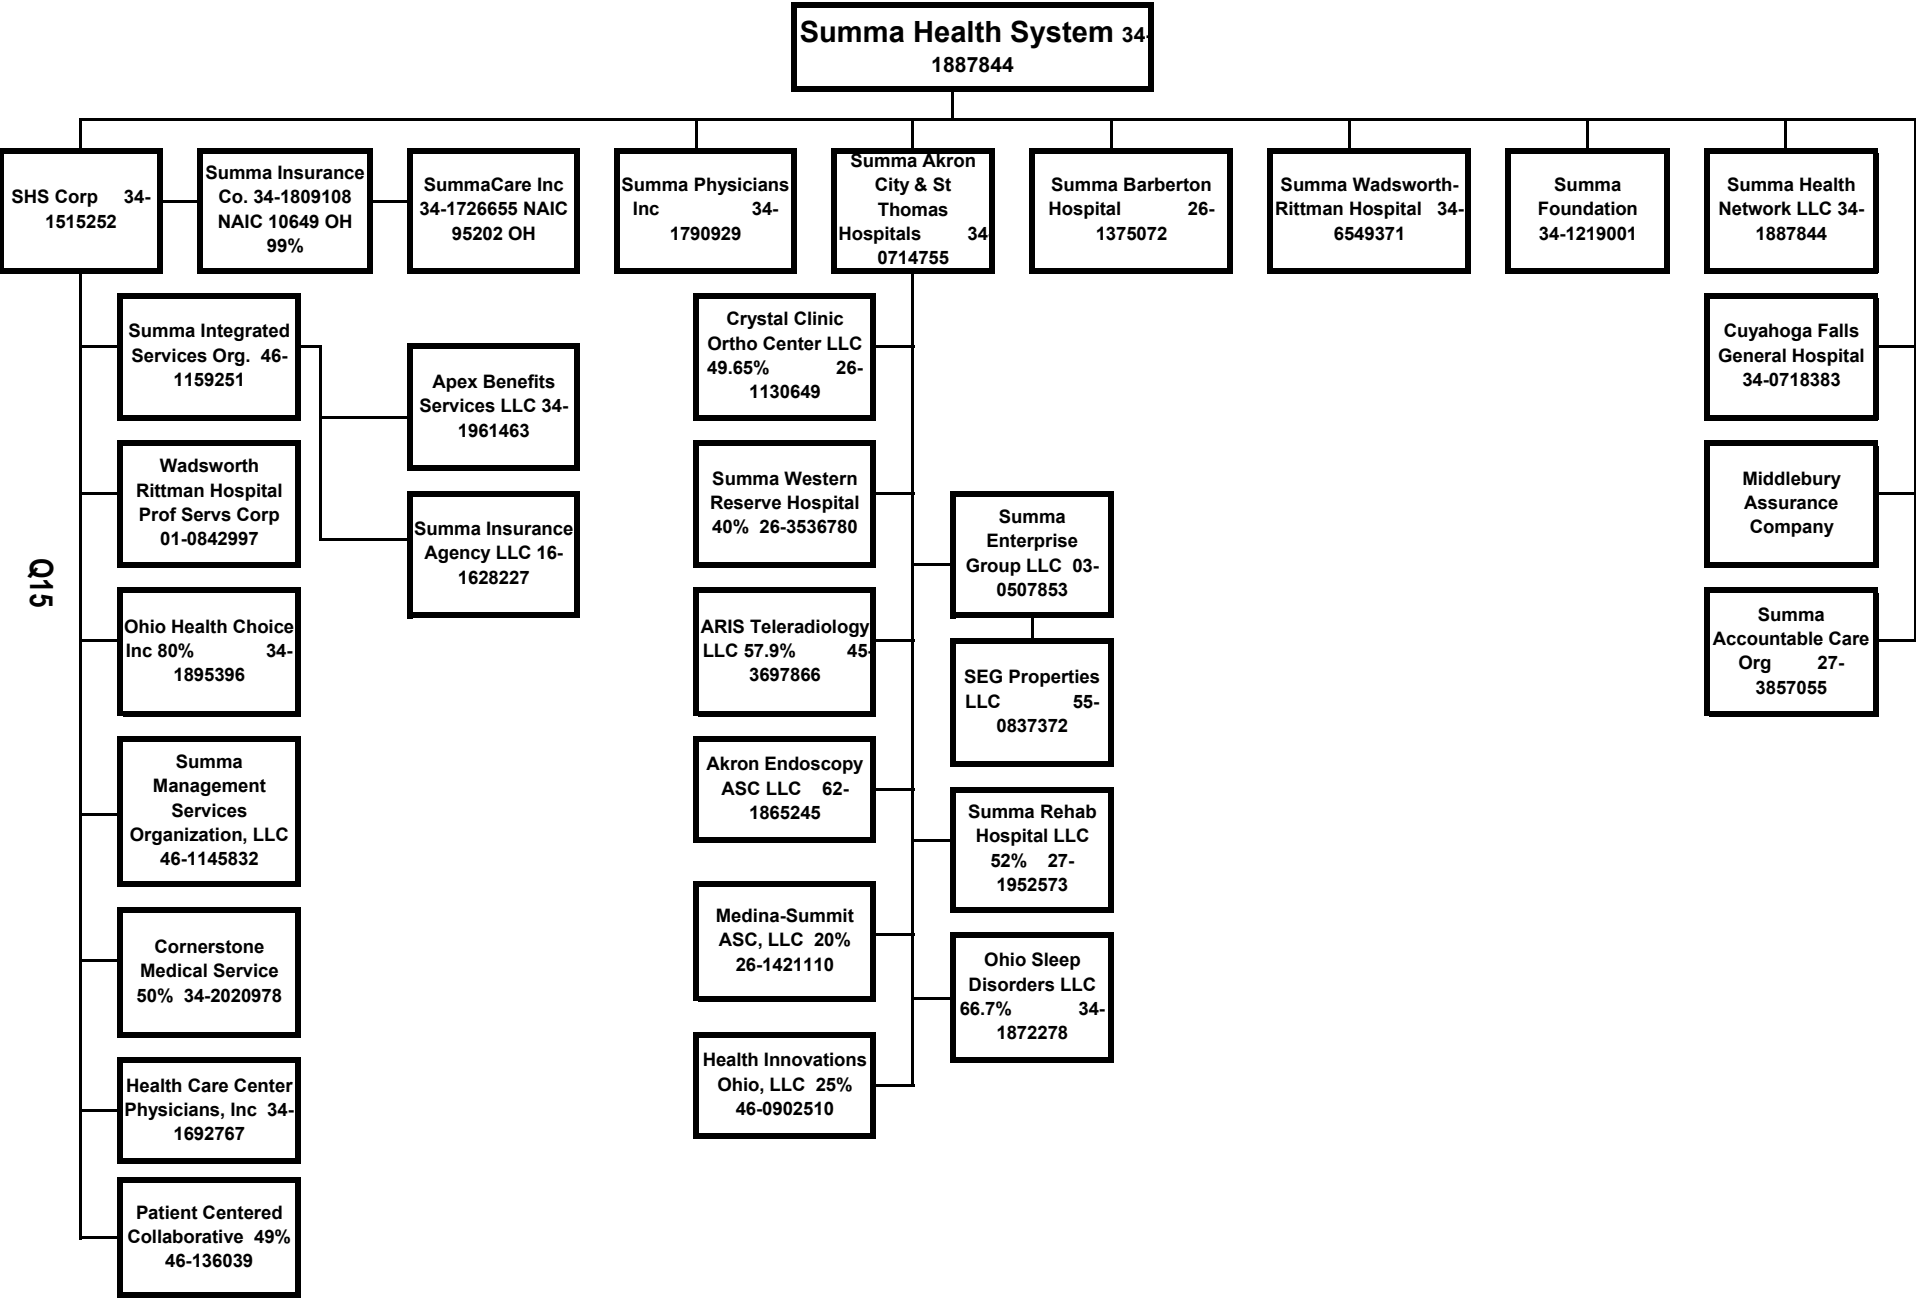 Summa Health System 34-
1887844
SHS Corp 34-
1515252
Summa Insurance
Co. 34-1809108
NAIC 10649 OH
99%
SummaCare Inc
34-1726655 NAIC
95202 OH
Summa Physicians
Inc 34-
1790929
Summa Akron
City & St
Thomas
Hospitals 34-
0714755
Summa Barberton
Hospital 26-
1375072
Summa Wadsworth-
Rittman Hospital 34-
6549371
Summa
Foundation
34-1219001
Summa Health
Network LLC 34-
1887844
Summa Integrated
Services Org. 46-
1159251
Wadsworth
Rittman Hospital
Prof Servs Corp
01-0842997
Ohio Health Choice
Inc 80% 34-
1895396
Summa
Management
Services
Organization, LLC
46-1145832
Cornerstone
Medical Service
50% 34-2020978
Health Care Center
Physicians, Inc 34-
1692767
Patient Centered
Collaborative 49%
46-136039
Apex Benefits
Services LLC 34-
1961463
Summa Insurance
Agency LLC 16-
1628227
Crystal Clinic
Ortho Center LLC
49.65% 26-
1130649
Summa Western
Reserve Hospital
40% 26-3536780
ARIS Teleradiology
LLC 57.9% 45-
3697866
Akron Endoscopy
ASC LLC 62-
1865245
Medina-Summit
ASC, LLC 20%
26-1421110
Health Innovations
Ohio, LLC 25%
46-0902510
Summa
Enterprise
Group LLC 03-
0507853
SEG Properties
LLC 55-
0837372
Summa Rehab
Hospital LLC
52% 27-
1952573
Ohio Sleep
Disorders LLC
66.7% 34-
1872278
Cuyahoga Falls
General Hospital
34-0718383
Middlebury
Assurance
Company
Summa
Accountable Care
Org 27-
3857055
Q15